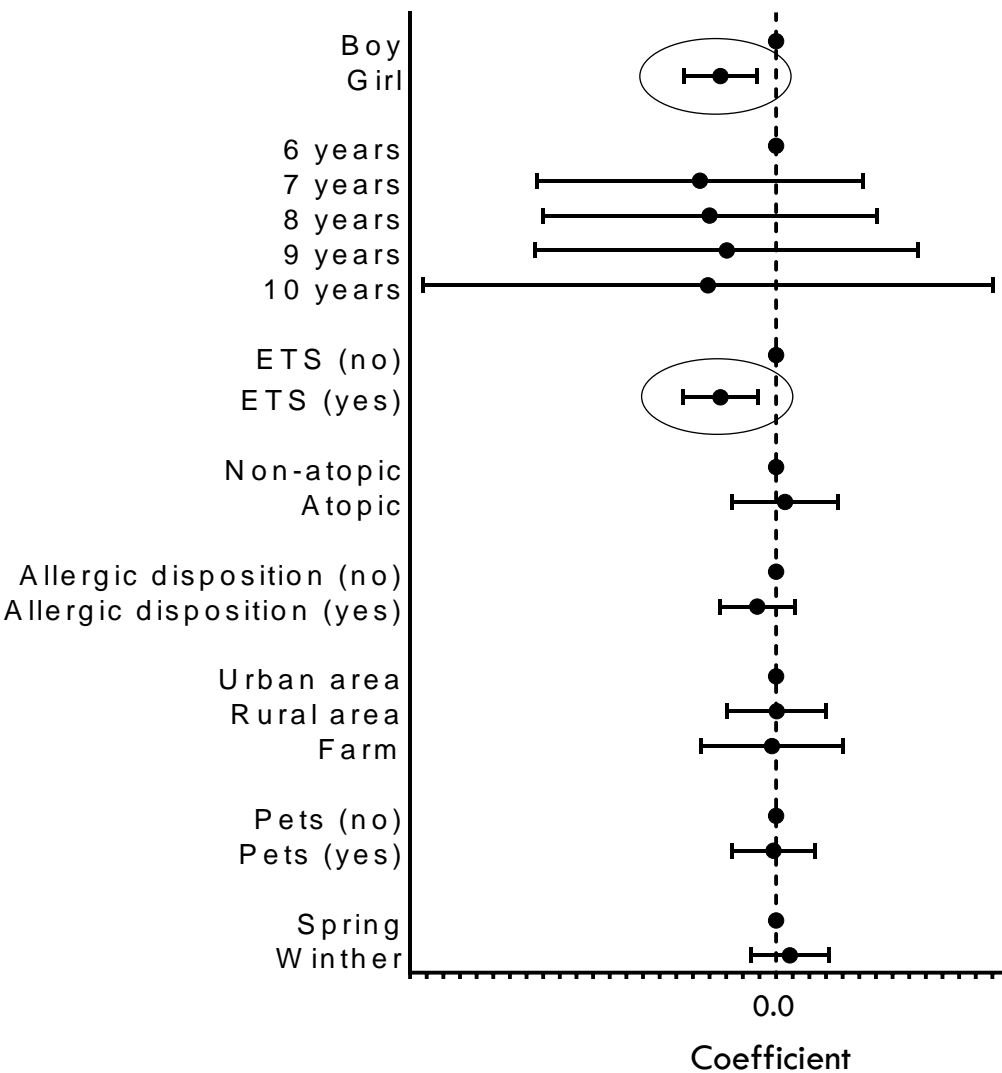 Boy
Girl
6 years
7 years
8 years
9 years
10 years
ETS (no)
ETS (yes)
Non-atopic
Atopic
Allergic disposition (no)
Allergic disposition (yes)
Urban area
Rural area
Farm
Pets (no)
Pets (yes)
Spring
Winther
0.0
Coefficient